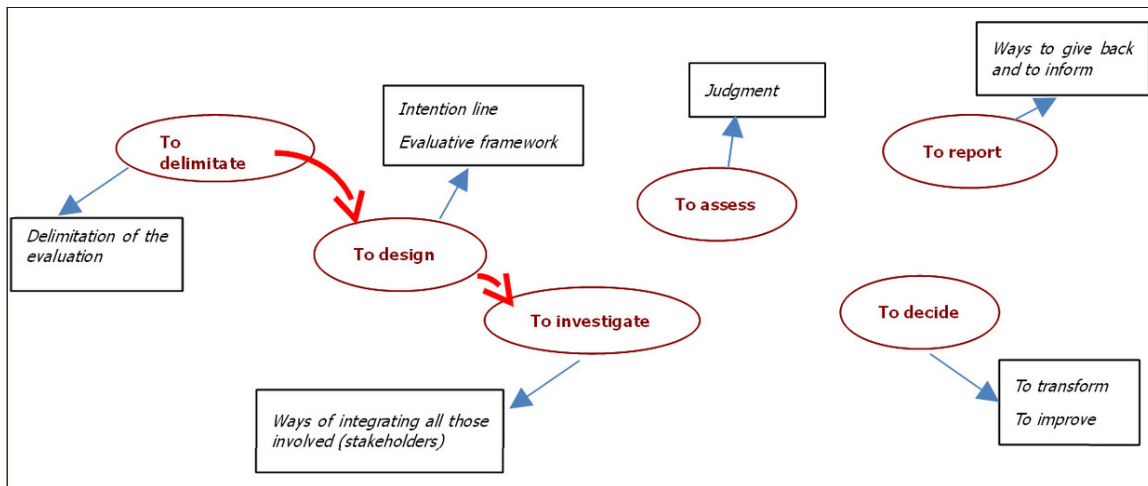 Ways to give back
and to inform
Judgment
Intention line
Evaluative framework
To
delimitate
To report
To assess
Delimitation of the
evaluation
To design
To investigate
To decide
Ways of integrating all those
involved (stakeholders)
To transform
To improve